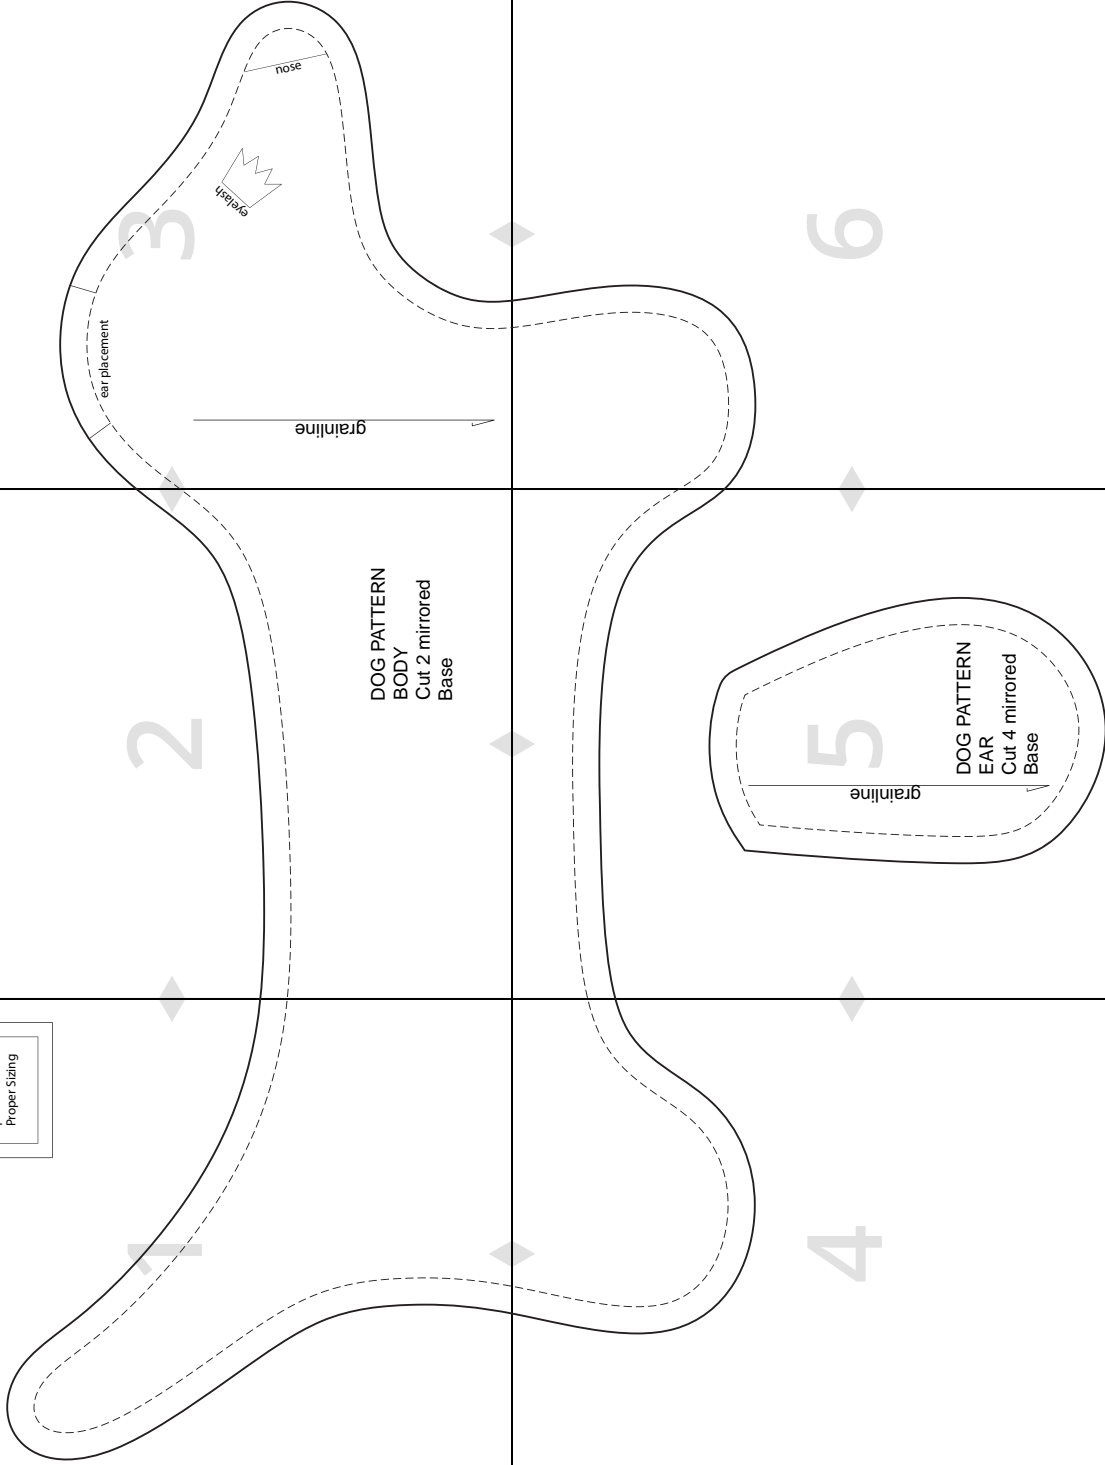 nose
eyelash
3
6
ear placement
grainline
DOG PATTERN
BODY
Cut 2 mirrored
Base
2
5
DOG PATTERN
EAR
Cut 4 mirrored
Base
grainline
Proper Sizing
1
4